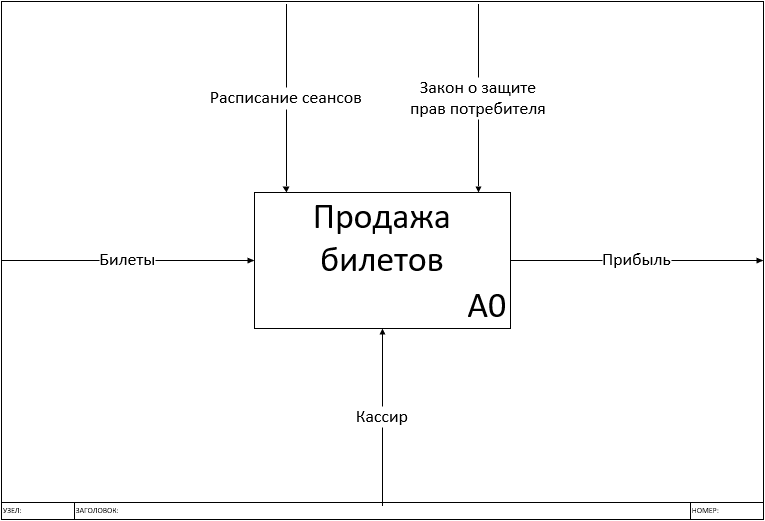 Расписание сеансов
Закон о защите
прав потребителя
Продажа
билетов
A0
Билеты
Прибыль
Кассир
УЗЕЛ:
ЗАГОЛОВОК:
НОМЕР: